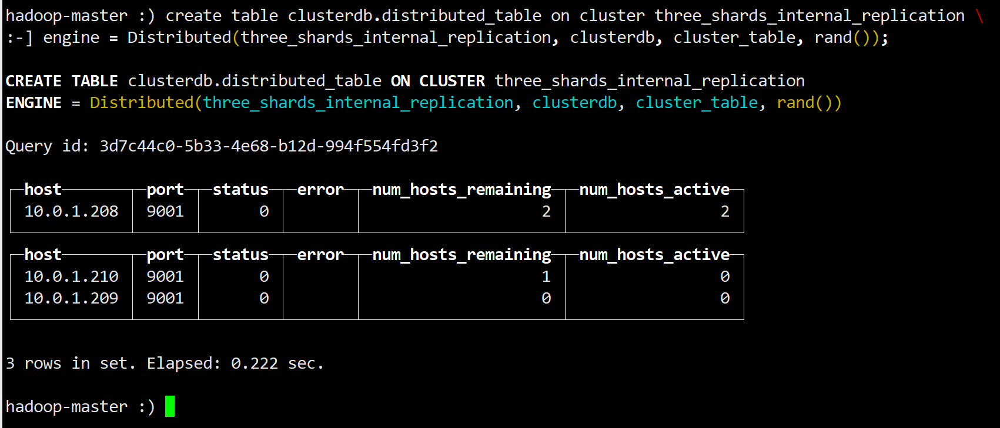 hadoop-master :) create table clusterdb.distributed_table on cluster three_shards_internal_replication \
:-] engine = Distributed(three_shards_internal_replication, clusterdb, cluster_table, rand());
CREATE TABLE clusterdb.distributed_table ON CLUSTER three_shards_internal_replication
ENGINE = Distributed(three_shards_internal_replication, clusterdb, cluster_table, rand())
Query id: 3d7c44c0-5b33-4e68-b12d-994f554fd3f2
host port status error num_hosts_remaining num_hosts_active
10.0.1.208 9001 0 2 2
host port status error num_hosts_remaining num_hosts_active
10.0.1.210 9001 0 1 0
10.0.1.209 9001 0 0 0
3 rows in set. Elapsed: 0.222 sec.
hadoop-master :)